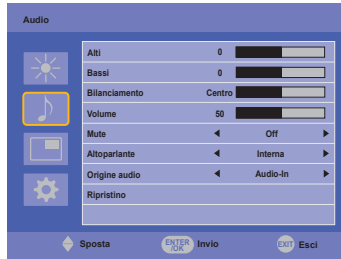 Audio
Alti 0
Bassi 0
Bilanciamento Centro
Volume 50
Mute Off
Altoparlante Interna
Origine audio Audio-In
Ripristino
Sposta ENTER /OK Invio EXIT Esci